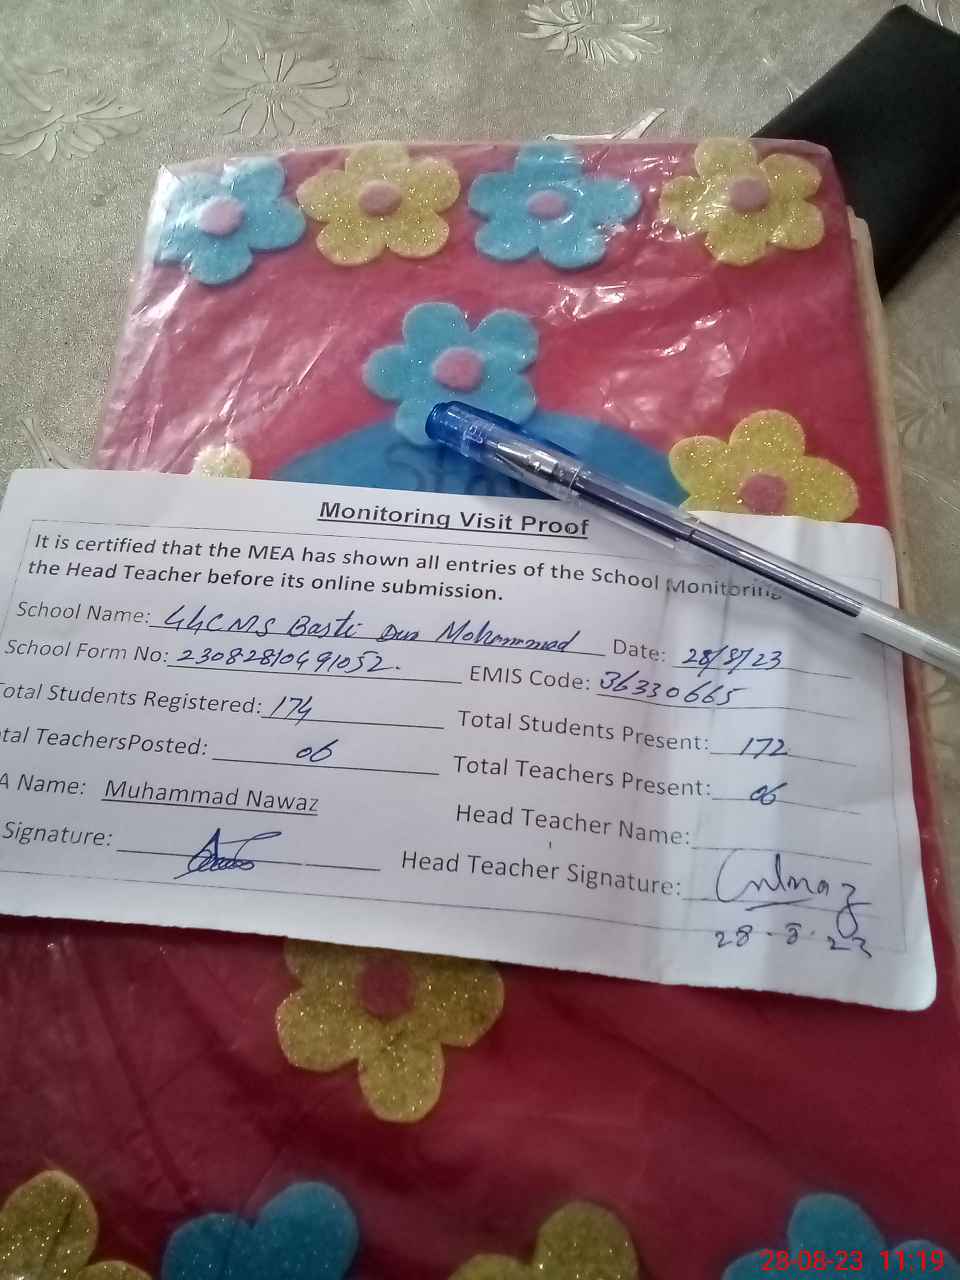 Monitoring Visit Proof
It is certified that the MEA has shown all entries of the School Monitoring
the Head Teacher before its online submission.
School Name: GGCMS Basti Dur Mohammad Date: 28/8/23
School Form No: 23082810491052. EMIS Code: 36330665
Total Students Registered: 174 Total Students Present: 172
tal TeachersPosted: 06 Total Teachers Present: 06
A Name: Muhammad Nawaz Head Teacher Name:
Signature: Head Teacher Signature:
28-8-23
28-08-23 11:19